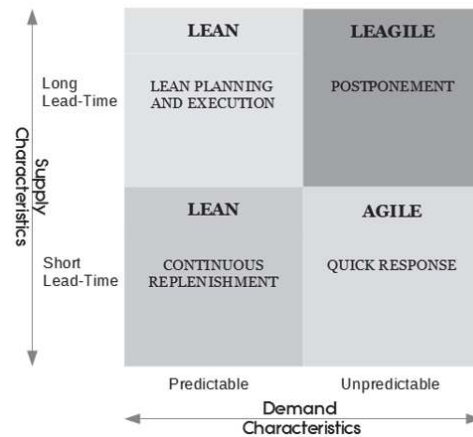 LEAN
LEAGILE
Long
Lead-Time
LEAN PLANNING
AND EXECUTION
POSTPONEMENT
Supply
Characteristics
LEAN
AGILE
Short
Lead-Time
CONTINUOUS
REPLENISHMENT
QUICK RESPONSE
Predictable
Unpredictable
Demand
Characteristics